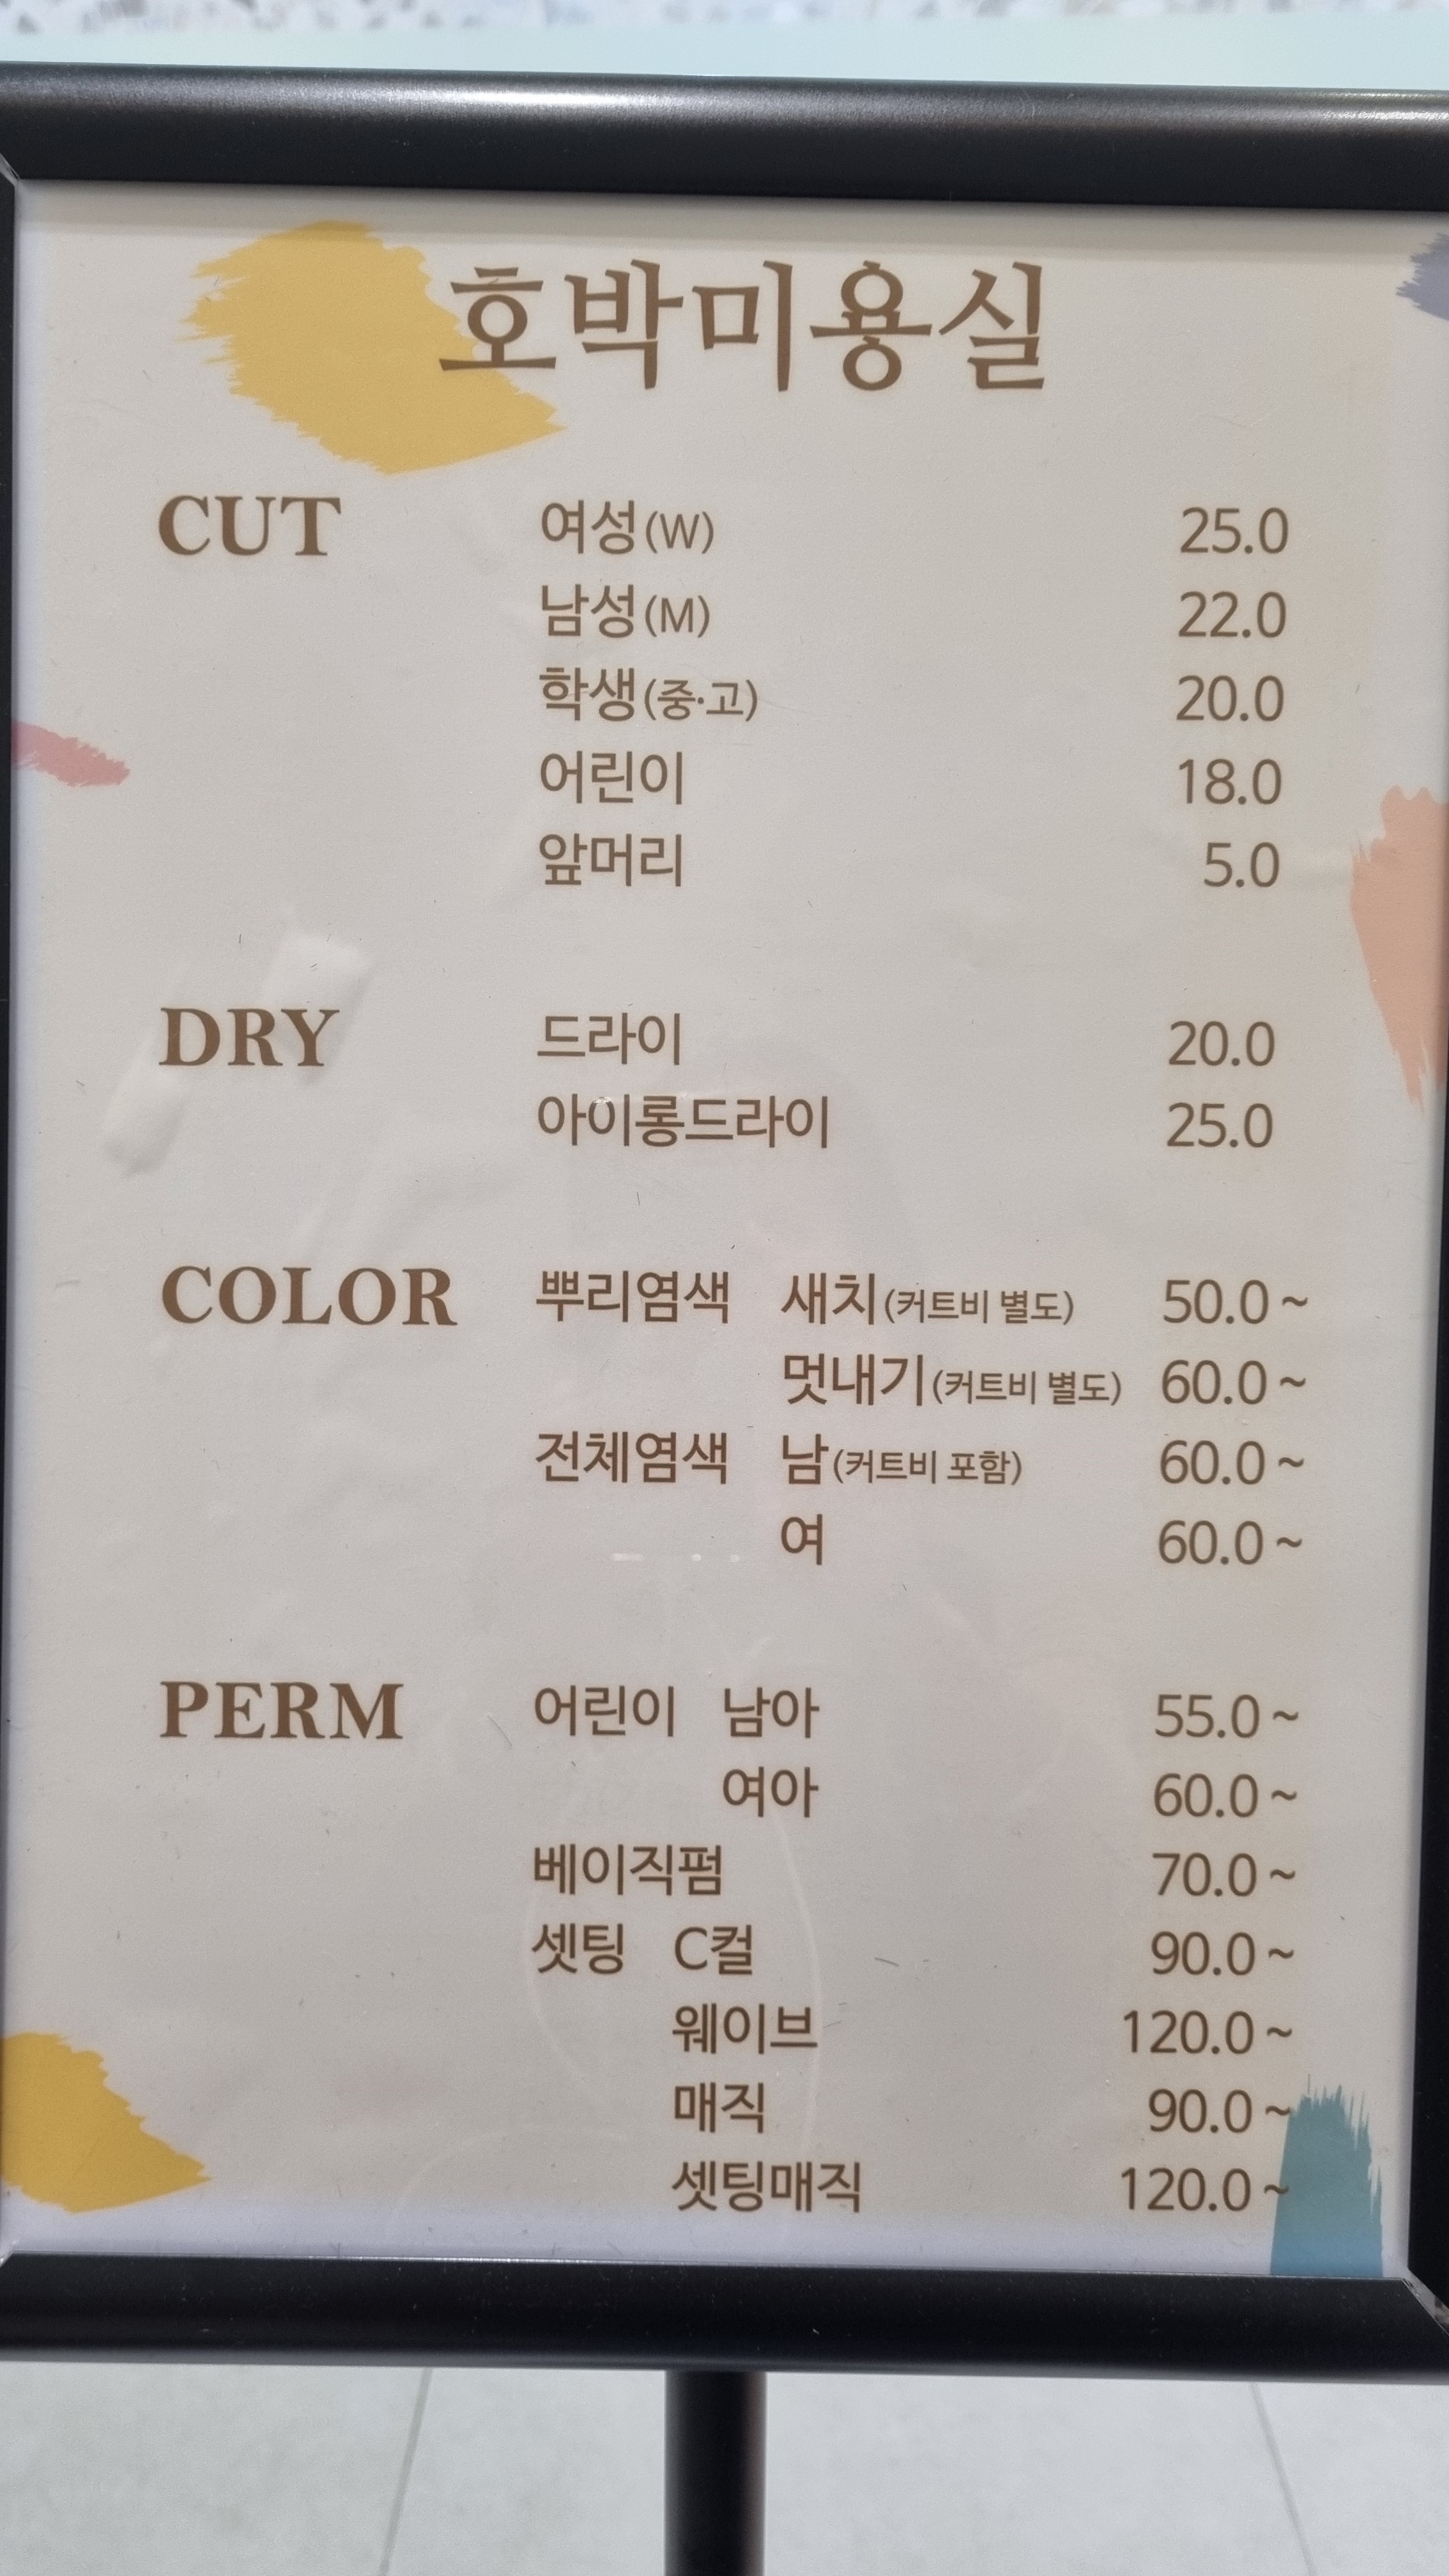 호박미용실
CUT 여성(W) 25.0
남성(M) 22.0
학생(중·고) 20.0
어린이 18.0
앞머리 5.0
DRY 드라이 20.0
아이롱드라이 25.0
COLOR 뿌리염색 새치(커트비 별도) 50.0~
멋내기(커트비 별도) 60.0~
전체염색 남(커트비 포함) 60.0~
여 60.0~
PERM 어린이 남아 55.0~
여아 60.0~
베이직펌 70.0~
셋팅 C컬 90.0~
웨이브 120.0~
매직 90.0~
셋팅매직 120.0~